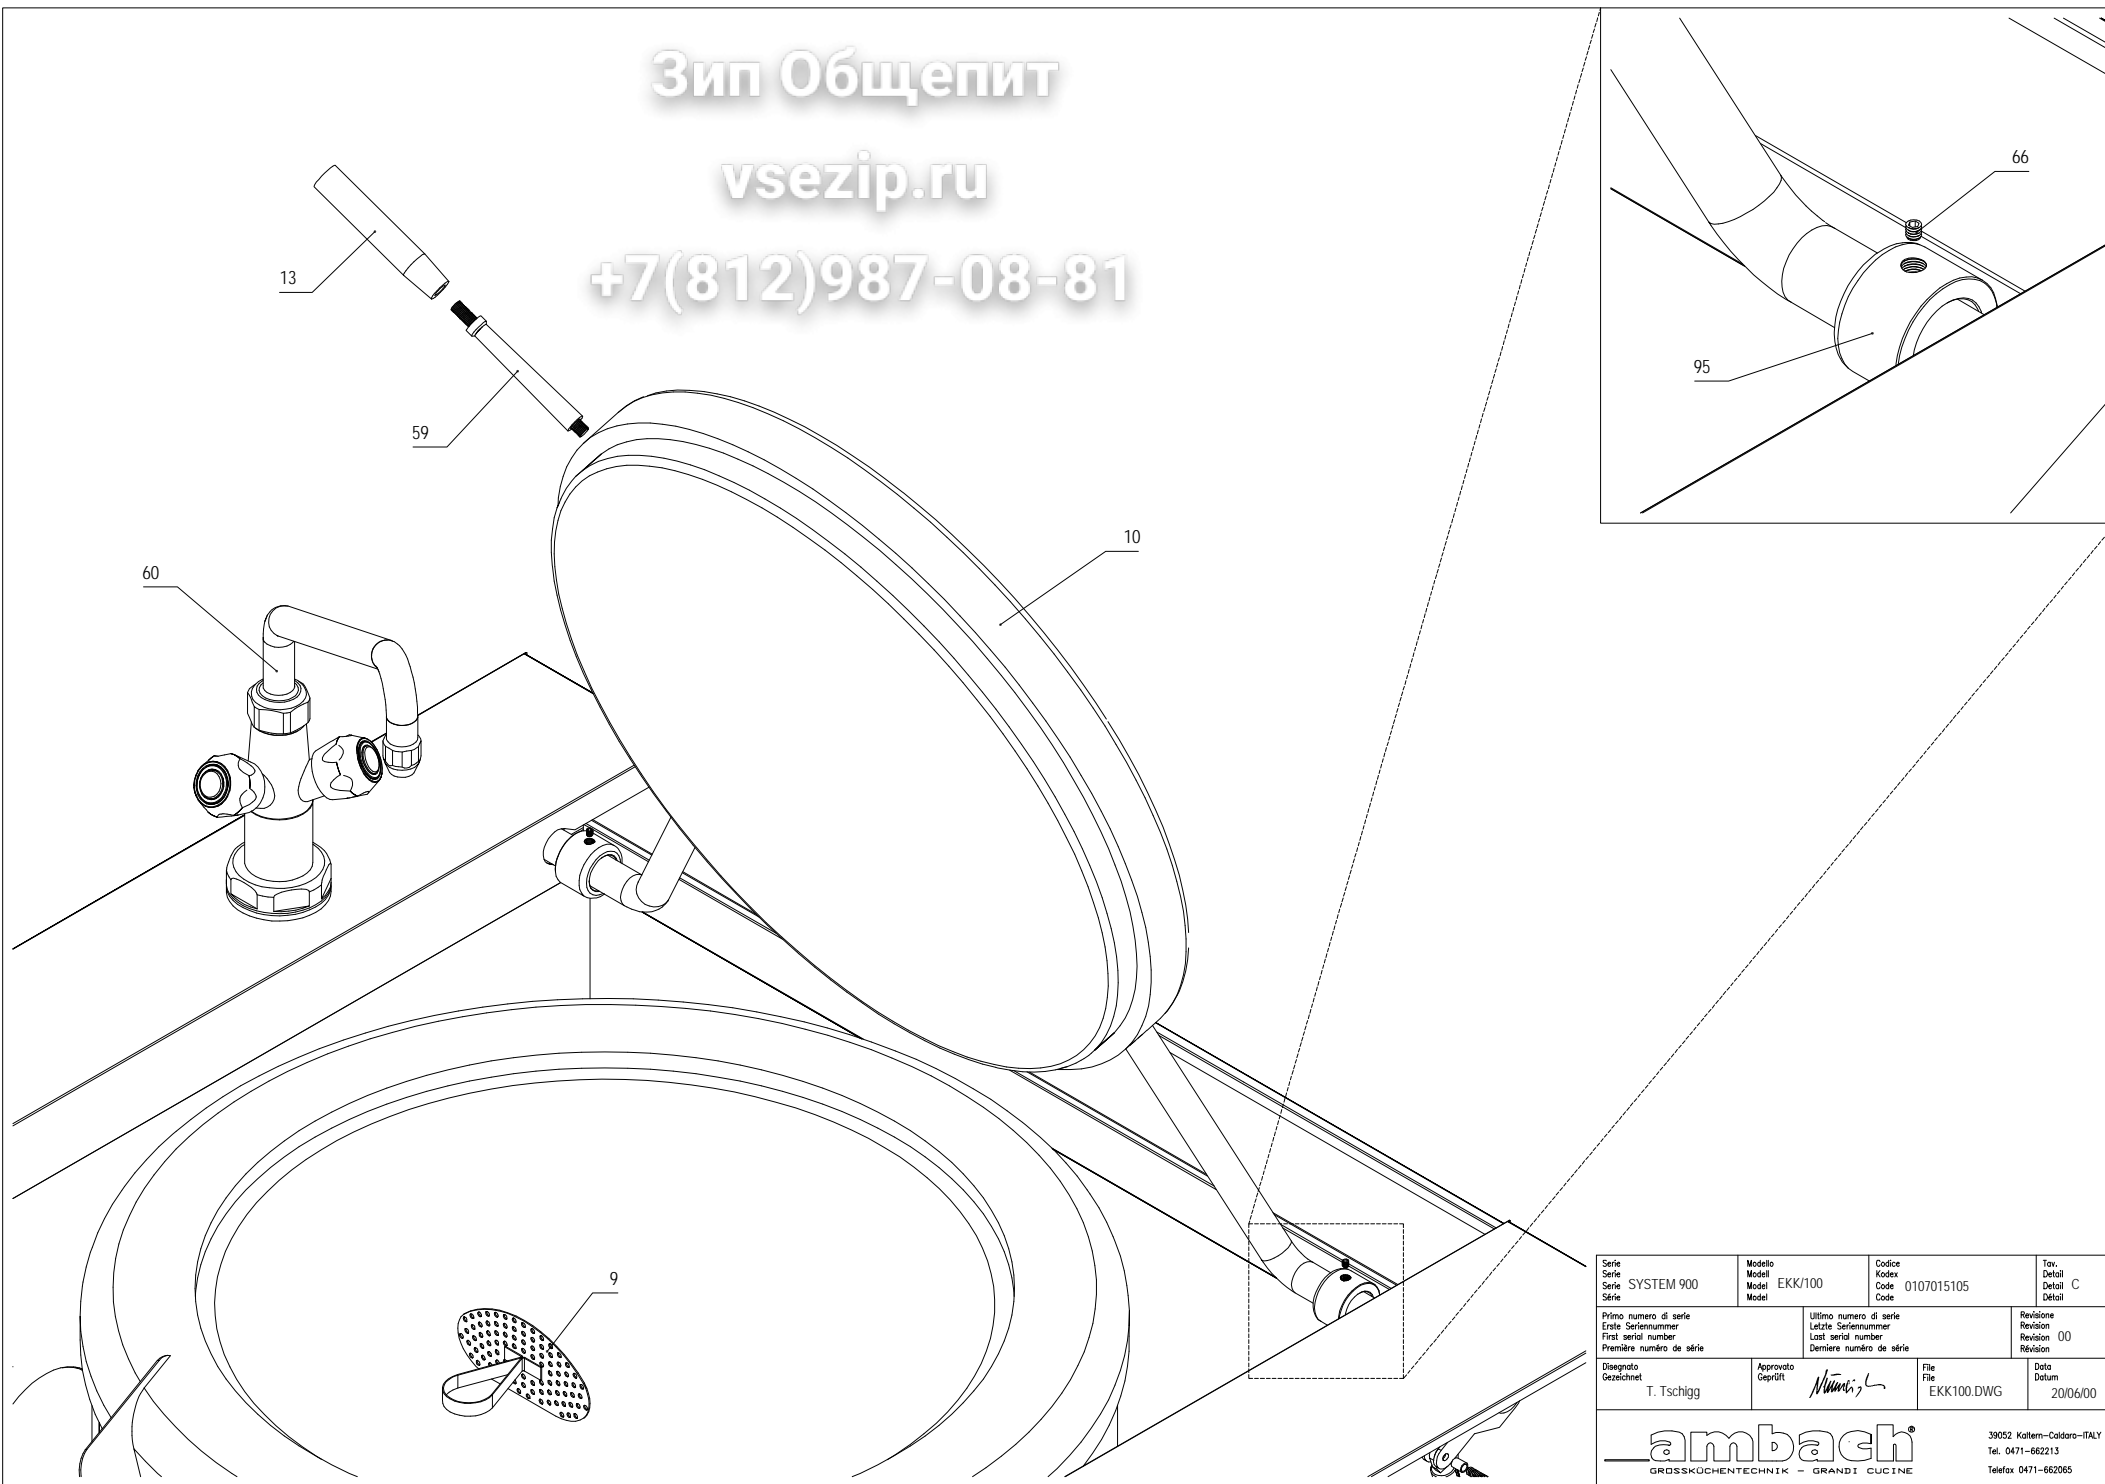 Зип Общепит
vsezip.ru
+7(812)987-08-81
66
13
95
59
10
60
9
Serie
Serie
Serie SYSTEM 900
Série
Modello
Modell
Model EKK/100
Model
Codice
Kodex
Code 0107015105
Code
Tav.
Detail
Detail C
Détail
Primo numero di serie
Erste Seriennummer
First serial number
Première numéro de série
Ultimo numero di serie
Letzte Seriennummer
Last serial number
Derniere numéro de série
Revisione
Revision
Revision 00
Révision
Disegnato
Gezeichnet
T. Tschigg
Approvato
Geprüft
File
File
EKK100.DWG
Data
Datum
20/06/00
ambach®
GROSSKÜCHENTECHNIK – GRANDI CUCINE
39052 Kaltern–Caldaro–ITALY
Tel. 0471–662213
Telefax 0471–662065